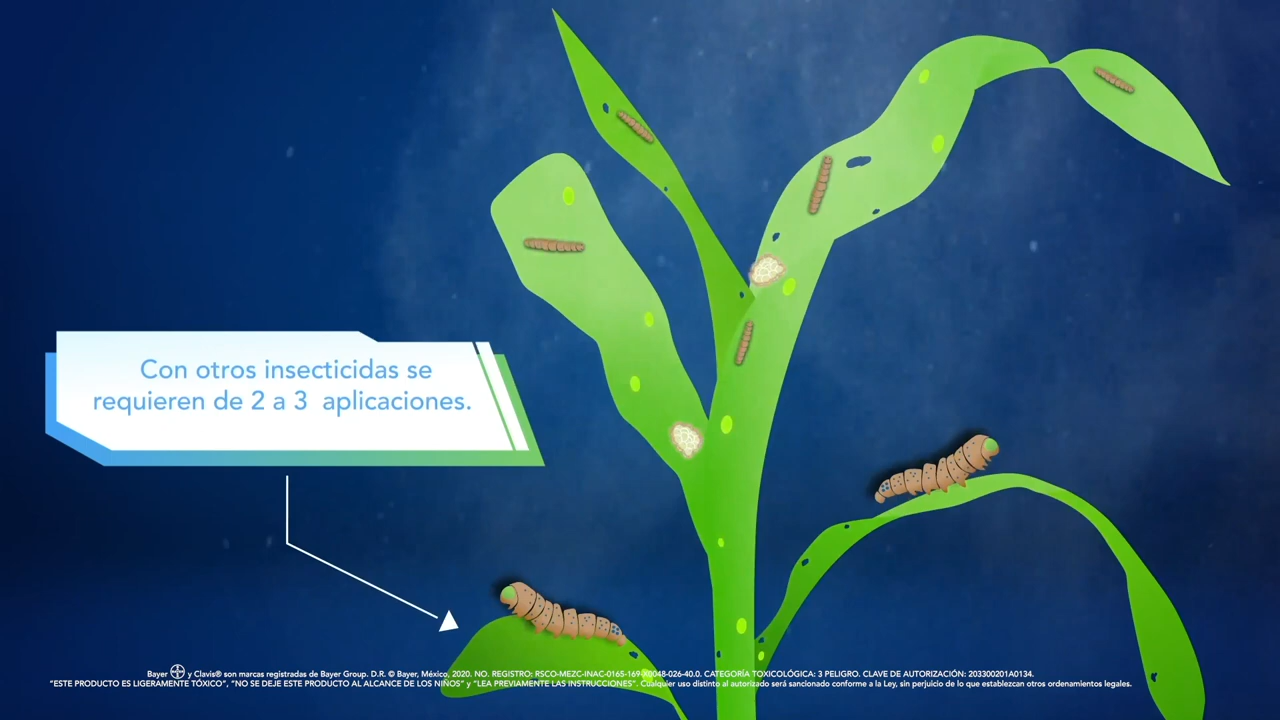 Con otros insecticidas se
requieren de 2 a 3 aplicaciones.
Bayer y Clavis® son marcas registradas de Bayer Group. D.R. © Bayer, México, 2020. NO. REGISTRO: RSCO-MEZC-INAC-0165-169-0048-026-40.0. CATEGORÍA TOXICOLÓGICA: 3 PELIGRO. CLAVE DE AUTORIZACIÓN: 203300201A0134.
"ESTE PRODUCTO ES LIGERAMENTE TÓXICO", "NO SE DEJE ESTE PRODUCTO AL ALCANCE DE LOS NIÑOS" y "LEA PREVIAMENTE LAS INSTRUCCIONES". Cualquier uso distinto al autorizado será sancionado conforme a la Ley, sin perjuicio de lo que establezcan otros ordenamientos legales.